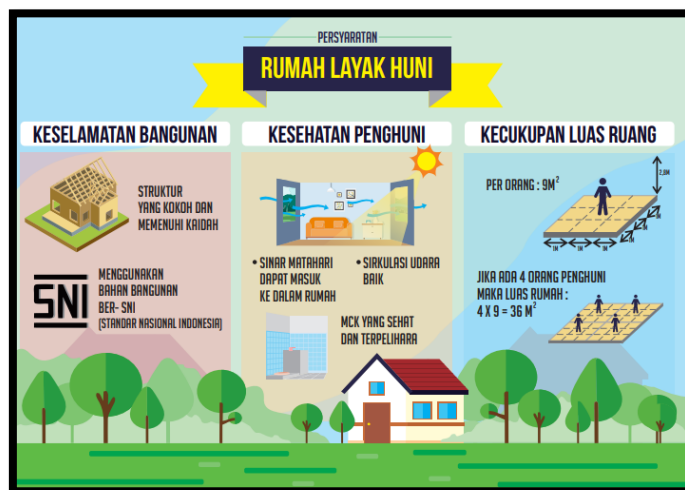 PERSYARATAN
RUMAH LAYAK HUNI
KESELAMATAN BANGUNAN
STRUKTUR
YANG KOKOH DAN
MEMENUHI KAIDAH
SNI
MENGGUNAKAN
BAHAN BANGUNAN
BER- SNI
(STANDAR NASIONAL INDONESIA)
KESEHATAN PENGHUNI
• SINAR MATAHARI
DAPAT MASUK
KE DALAM RUMAH
• SIRKULASI UDARA
BAIK
MCK YANG SEHAT
DAN TERPELIHARA
KECUKUPAN LUAS RUANG
PER ORANG : 9M²
2,8M
1M
1M
1M
1M
1M
1M
JIKA ADA 4 ORANG PENGHUNI
MAKA LUAS RUMAH :
4 X 9 = 36 M²